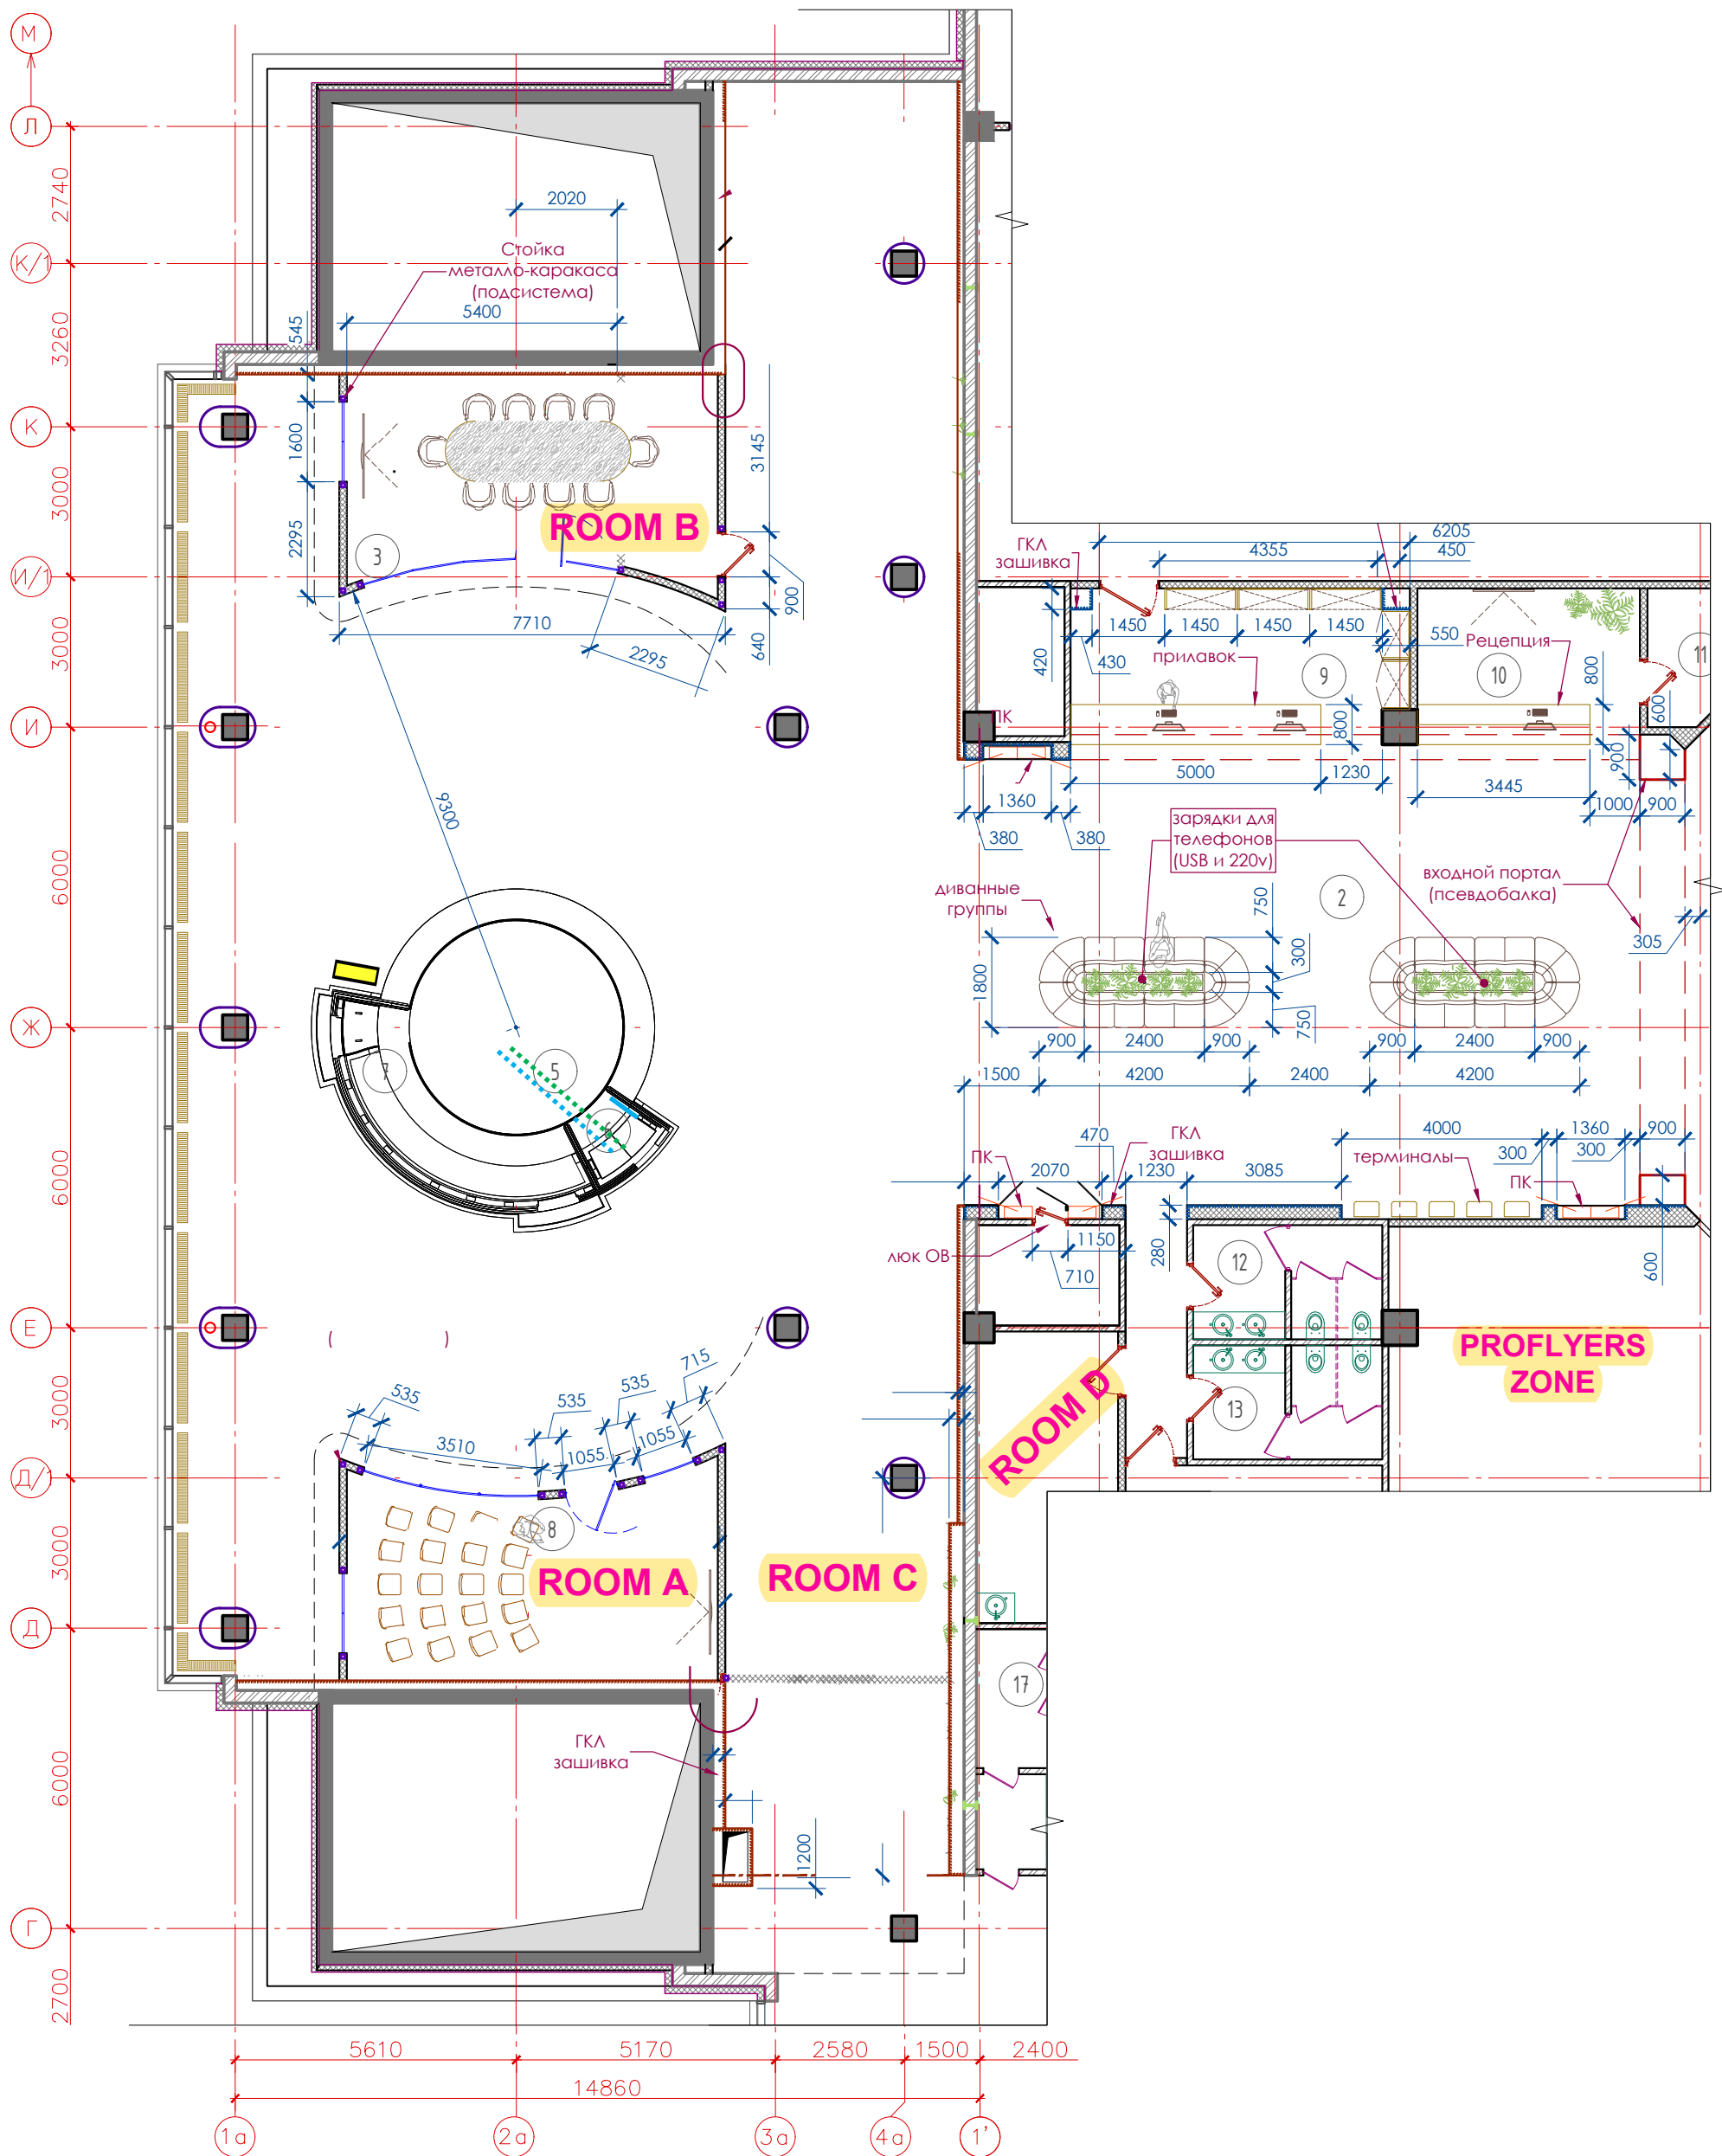 М
Л
2740
К/1
3260
К
3000
И/1
3000
И
6000
Ж
6000
Е
3000
Д/1
3000
Д
6000
Г
2700
2020
Стойка
металло-каракаса
(подсистема)
5400
545
1600
2295
3145
ROOM B
3
900
640
7710
2295
9300
ГКЛ
зашивка
6205
4355
450
1450
1450
1450
1450
550
430
420
прилавок
Рецепция
9
10
11
800
600
900
800
ПК
5000
1230
3445
1000
900
1360
380
380
зарядки для
телефонов
(USB и 220v)
входной портал
(псевдобалка)
2
диванные
группы
750
300
750
1800
305
900
2400
900
900
2400
900
1500
4200
2400
4200
7
5
6
470
ГКЛ
зашивка
4000
1360
900
ПК
2070
1230
3085
терминалы
300
300
ПК
люк ОВ
1150
710
280
600
12
13
PROFLYERS
ZONE
ROOM D
535
3510
535
1055
535
1055
715
8
ROOM A
ROOM C
17
ГКЛ
зашивка
1200
5610
5170
2580
1500
2400
14860
1а
2а
3а
4а
1'